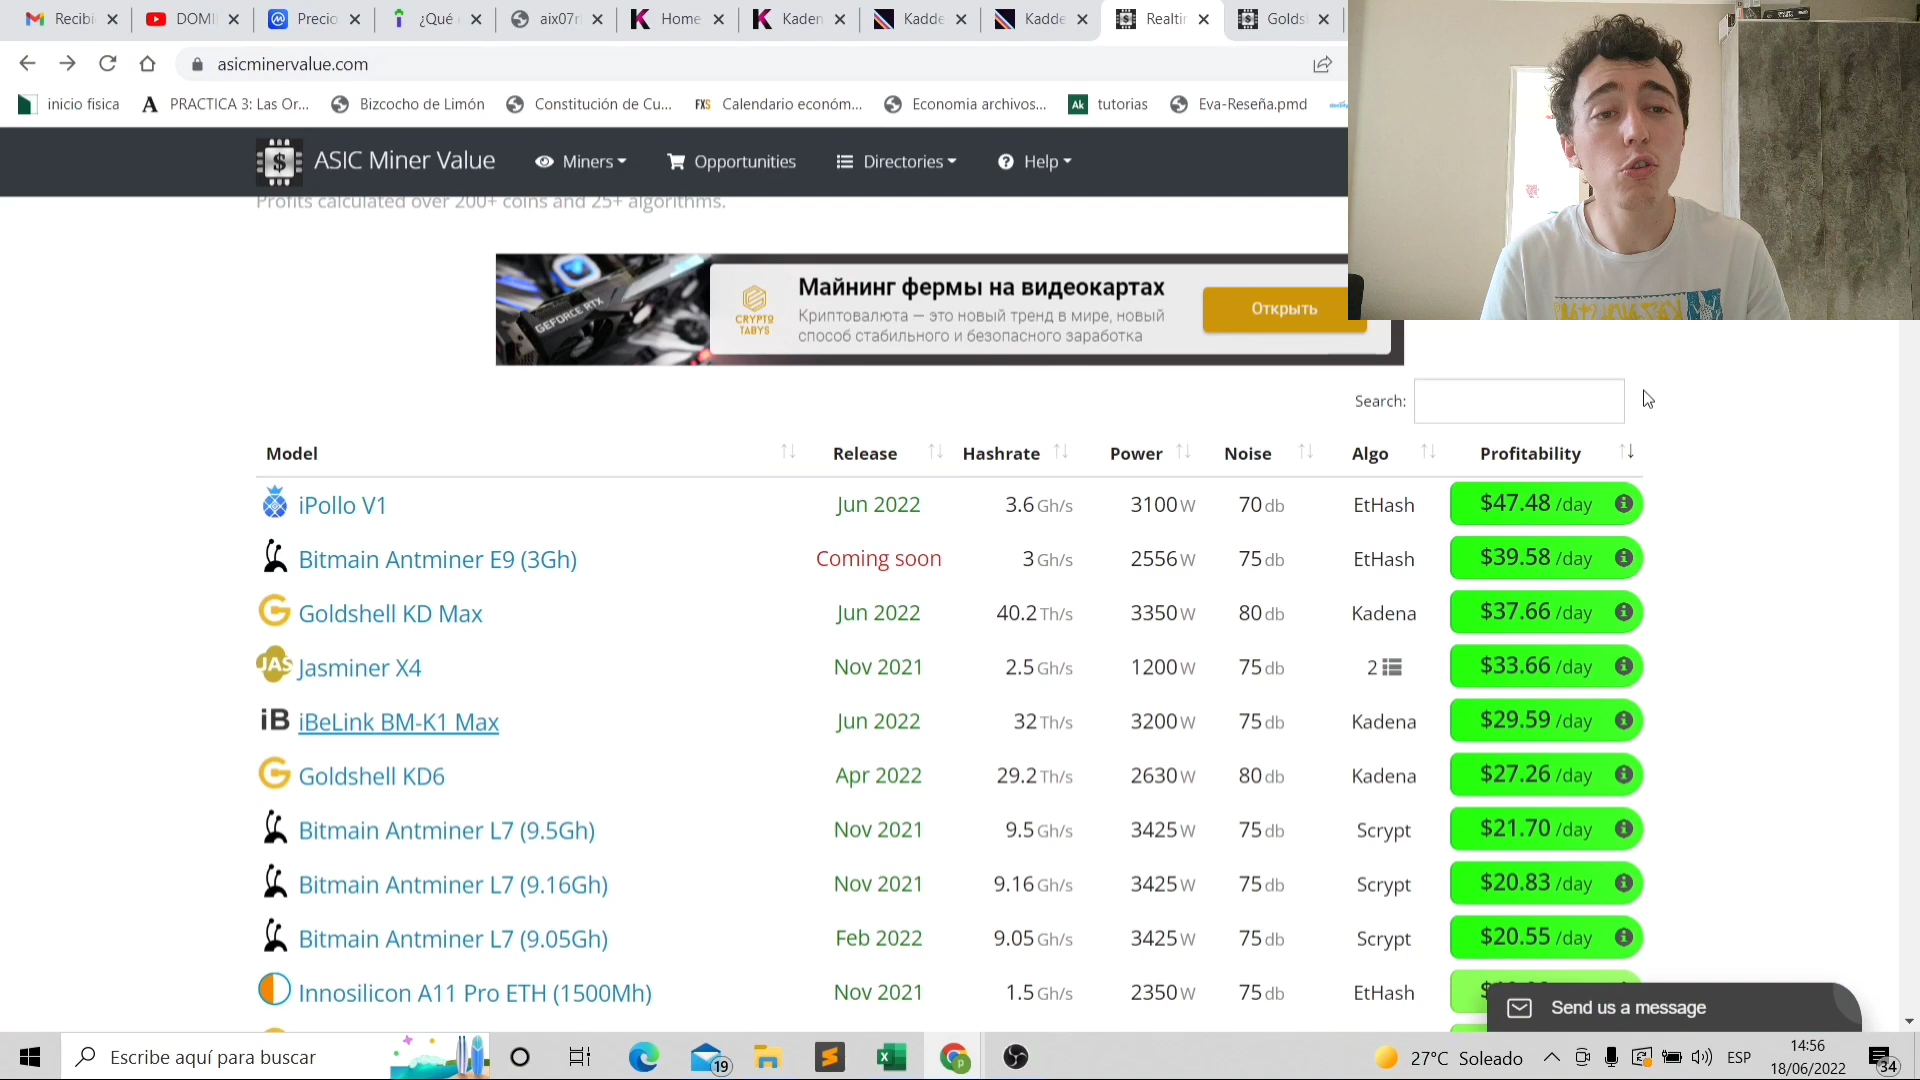 Recibi
DOMI
Precio
¿Qué
aix07r
Home
Kaden
Kadde
Kadde
Realtir
Golds
asicminervalue.com
inicio fisica
PRACTICA 3: Las Or...
Bizcocho de Limón
Constitución de Cu...
FXS Calendario económ...
Economia archivos...
Ak tutorias
Eva-Reseña.pmd
$ ASIC Miner Value Miners Opportunities Directories Help
Profits calculated over 200+ coins and 25+ algorithms.
GEFORCE RTX
CRYPTO
TABYS
Майнинг фермы на видеокартах
Криптовалюта — это новый тренд в мире, новый
способ стабильного и безопасного заработка
Открыть
Search:
Model Release Hashrate Power Noise Algo Profitability
iPollo V1 Jun 2022 3.6 Gh/s 3100 W 70 db EtHash $47.48 /day
Bitmain Antminer E9 (3Gh) Coming soon 3 Gh/s 2556 W 75 db EtHash $39.58 /day
G Goldshell KD Max Jun 2022 40.2 Th/s 3350 W 80 db Kadena $37.66 /day
JAS Jasminer X4 Nov 2021 2.5 Gh/s 1200 W 75 db 2 $33.66 /day
iB iBeLink BM-K1 Max Jun 2022 32 Th/s 3200 W 75 db Kadena $29.59 /day
G Goldshell KD6 Apr 2022 29.2 Th/s 2630 W 80 db Kadena $27.26 /day
Bitmain Antminer L7 (9.5Gh) Nov 2021 9.5 Gh/s 3425 W 75 db Scrypt $21.70 /day
Bitmain Antminer L7 (9.16Gh) Nov 2021 9.16 Gh/s 3425 W 75 db Scrypt $20.83 /day
Bitmain Antminer L7 (9.05Gh) Feb 2022 9.05 Gh/s 3425 W 75 db Scrypt $20.55 /day
Innosilicon A11 Pro ETH (1500Mh) Nov 2021 1.5 Gh/s 2350 W 75 db EtHash
Send us a message
Escribe aquí para buscar
19
27°C Soleado
ESP
14:56
18/06/2022
34